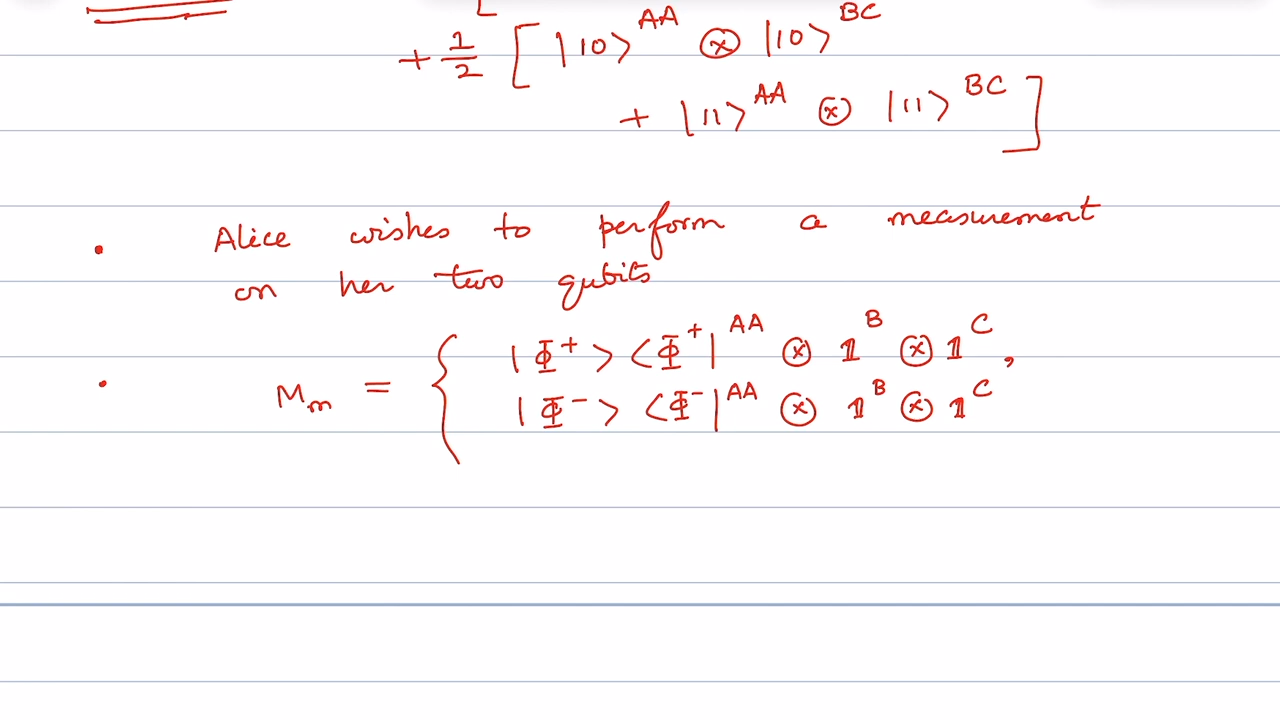 + 1/2 [ |10⟩^AA ⊗ |10⟩^BC
+ |11⟩^AA ⊗ |11⟩^BC ]
• Alice wishes to perform a measurement
on her two qubits
• M_m = { |Φ⁺> <Φ⁺|^AA ⊗ 𝟙^B ⊗ 𝟙^C ,
|Φ⁻> <Φ⁻|^AA ⊗ 𝟙^B ⊗ 𝟙^C